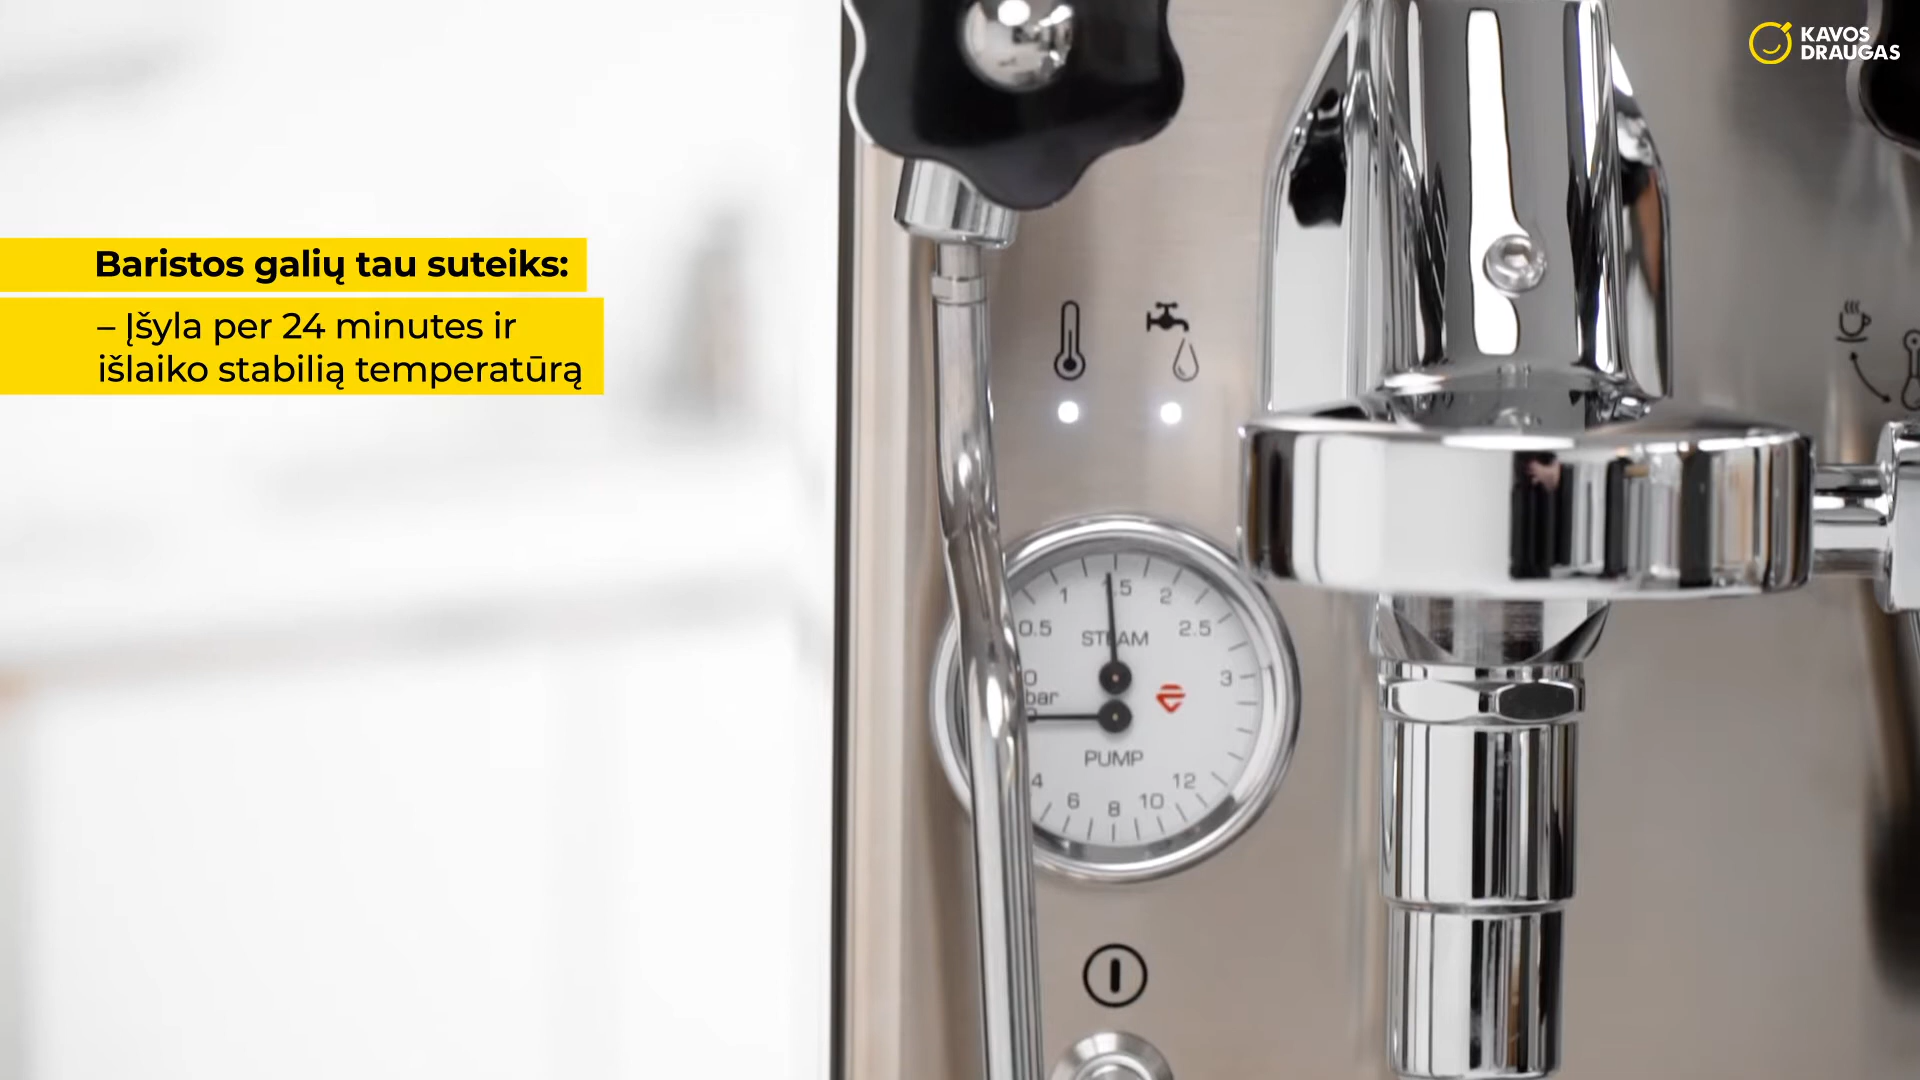 KAVOS
DRAUGAS
Baristos galių tau suteiks:
– Įšyla per 24 minutes ir
išlaiko stabilią temperatūrą
0 0.5 1 1.5 2 2.5 3
STEAM
bar
PUMP
4 6 8 10 12